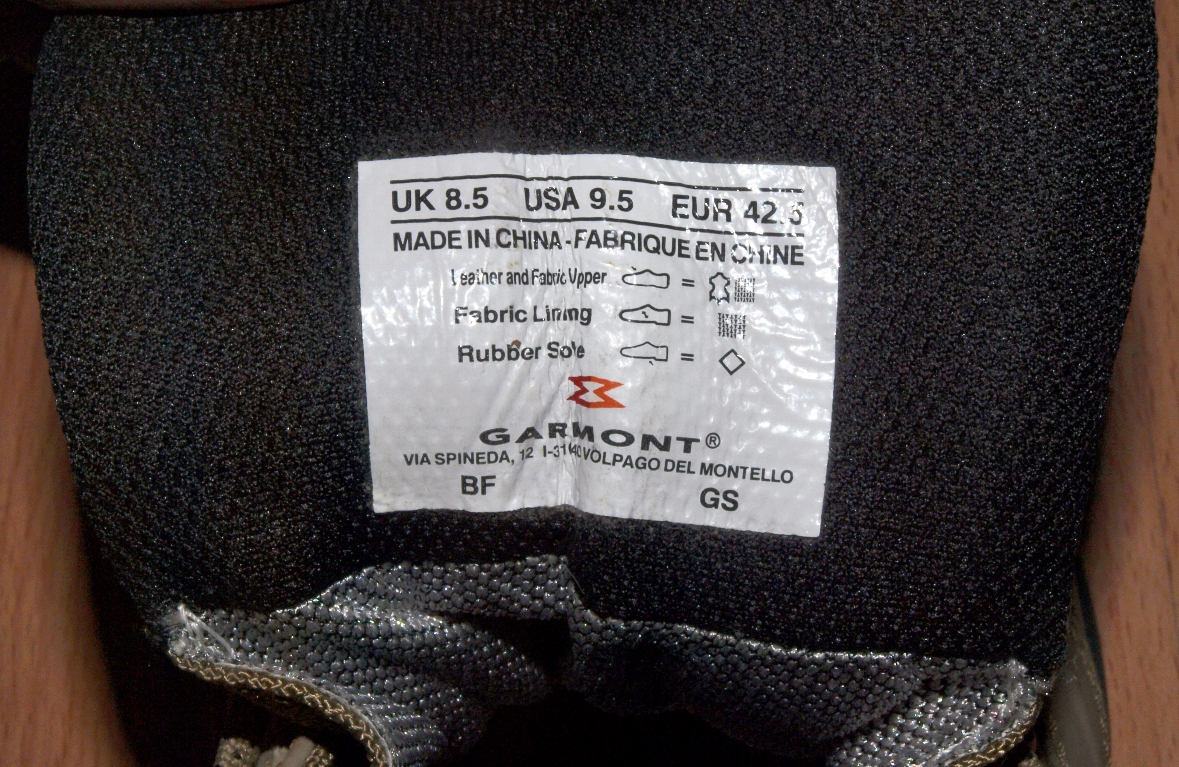 UK 8.5 USA 9.5 EUR 42.5
MADE IN CHINA - FABRIQUE EN CHINE
Leather and Fabric Upper =
Fabric Lining =
Rubber Sole =
GARMONT®
VIA SPINEDA, 12 I-31040 VOLPAGO DEL MONTELLO
BF GS